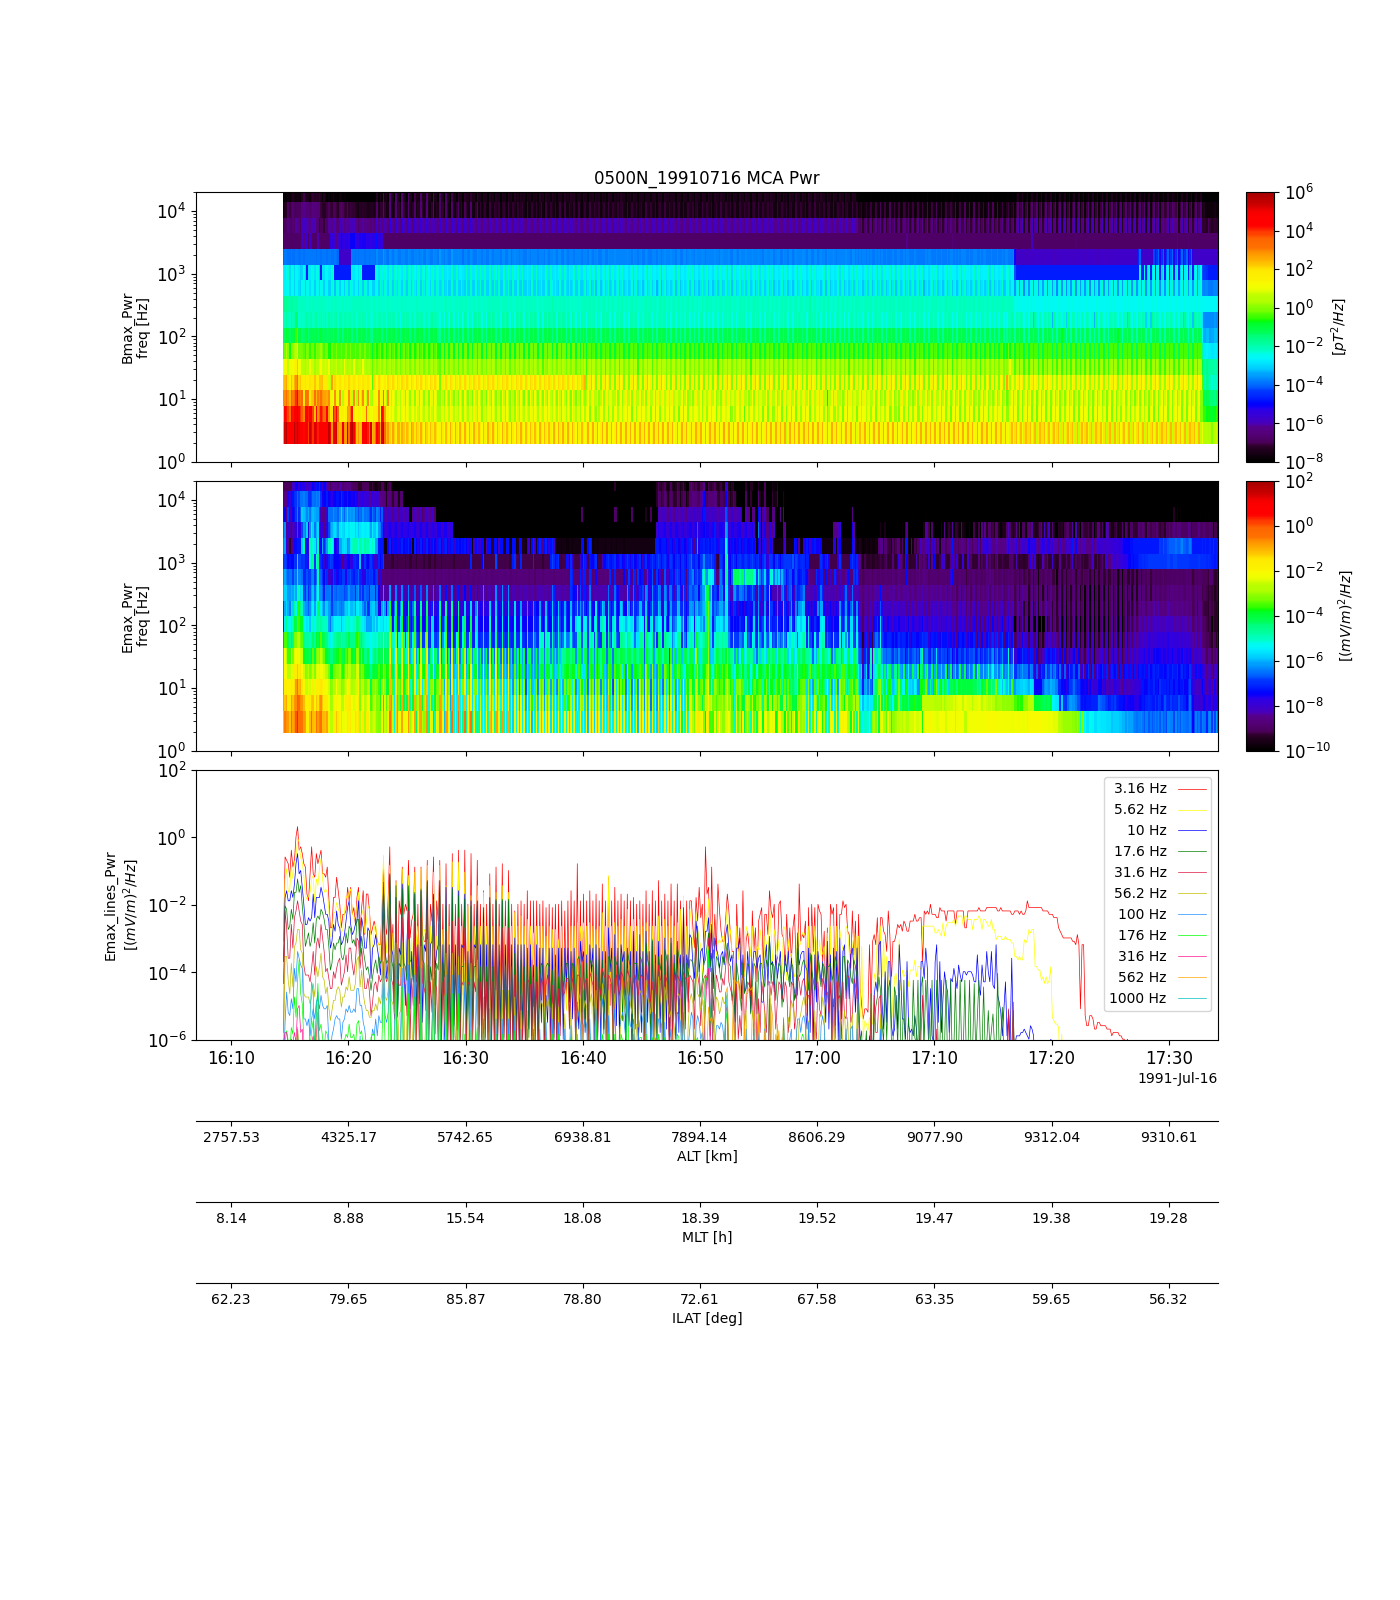 0500N_19910716 MCA Pwr
10^4
10^3
10^2
10^1
10^0
Bmax_Pwr
freq [Hz]
10^6
10^4
10^2
10^0
10^-2
10^-4
10^-6
10^-8
[pT^2/Hz]
10^4
10^3
10^2
10^1
10^0
Emax_Pwr
freq [Hz]
10^2
10^0
10^-2
10^-4
10^-6
10^-8
10^-10
[(mV/m)^2/Hz]
10^2
10^0
10^-2
10^-4
10^-6
Emax_lines_Pwr
[(mV/m)^2/Hz]
3.16 Hz
5.62 Hz
10 Hz
17.6 Hz
31.6 Hz
56.2 Hz
100 Hz
176 Hz
316 Hz
562 Hz
1000 Hz
16:10 16:20 16:30 16:40 16:50 17:00 17:10 17:20 17:30
1991-Jul-16
2757.53 4325.17 5742.65 6938.81 7894.14 8606.29 9077.90 9312.04 9310.61
ALT [km]
8.14 8.88 15.54 18.08 18.39 19.52 19.47 19.38 19.28
MLT [h]
62.23 79.65 85.87 78.80 72.61 67.58 63.35 59.65 56.32
ILAT [deg]